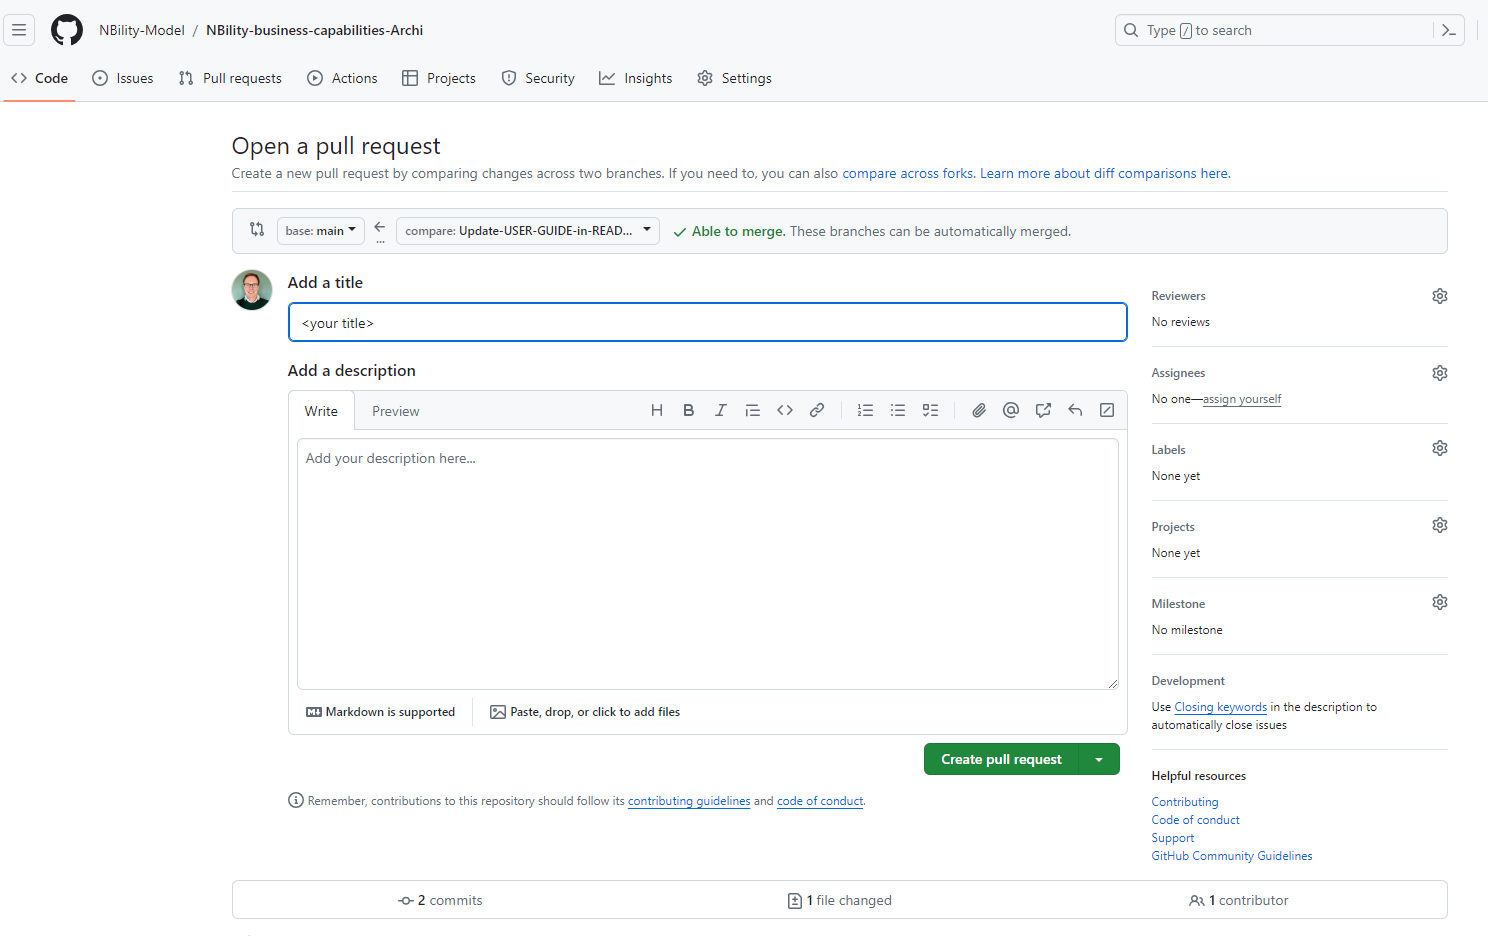 NBility-Model / NBility-business-capabilities-Archi
Type / to search
Code Issues Pull requests Actions Projects Security Insights Settings
Open a pull request
Create a new pull request by comparing changes across two branches. If you need to, you can also compare across forks. Learn more about diff comparisons here.
base: main ... compare: Update-USER-GUIDE-in-READ... Able to merge. These branches can be automatically merged.
Add a title
<your title>
Add a description
Write Preview
Add your description here...
Markdown is supported Paste, drop, or click to add files
Create pull request
Remember, contributions to this repository should follow its contributing guidelines and code of conduct.
Reviewers
No reviews
Assignees
No one—assign yourself
Labels
None yet
Projects
None yet
Milestone
No milestone
Development
Use Closing keywords in the description to
automatically close issues
Helpful resources
Contributing
Code of conduct
Support
GitHub Community Guidelines
2 commits 1 file changed 1 contributor